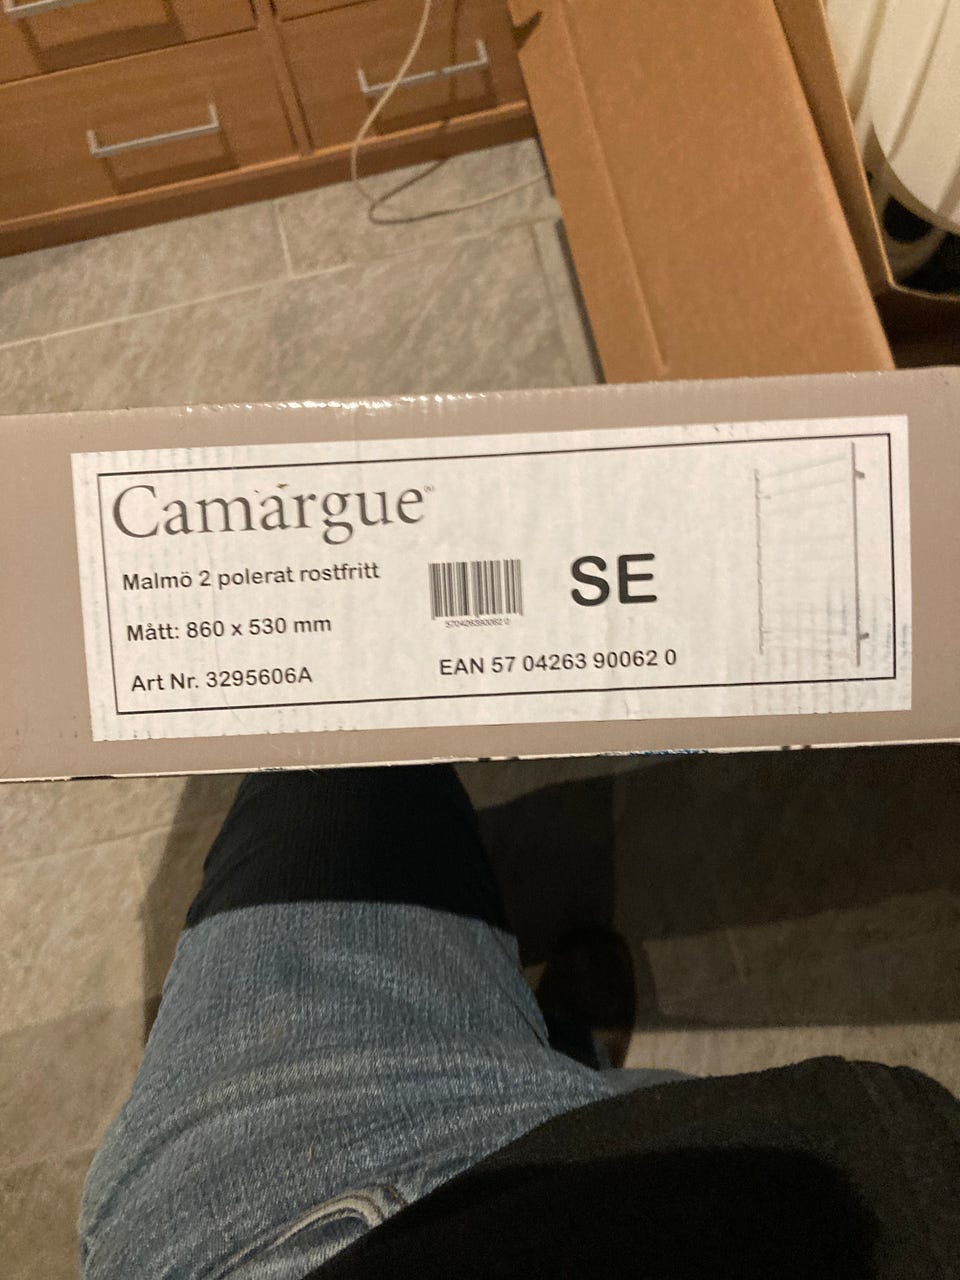 Camargue
Malmö 2 polerat rostfritt
Mått: 860 x 530 mm
Art Nr. 3295606A
SE
EAN 57 04263 90062 0